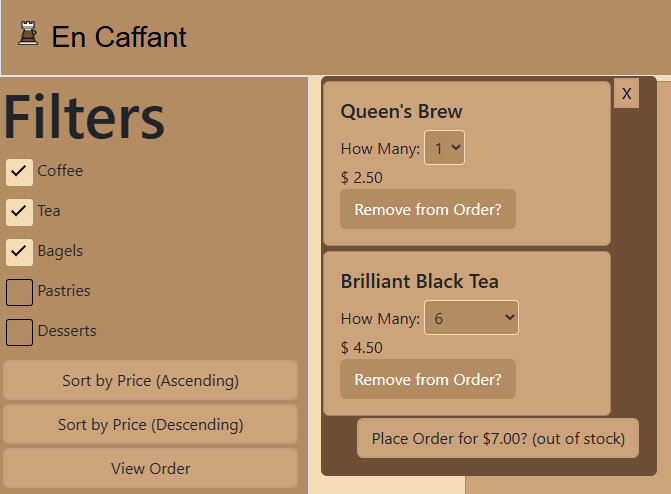 En Caffant
Filters
Coffee
Tea
Bagels
Pastries
Desserts
Sort by Price (Ascending)
Sort by Price (Descending)
View Order
X
Queen's Brew
How Many: 1
$ 2.50
Remove from Order?
Brilliant Black Tea
How Many: 6
$ 4.50
Remove from Order?
Place Order for $7.00? (out of stock)